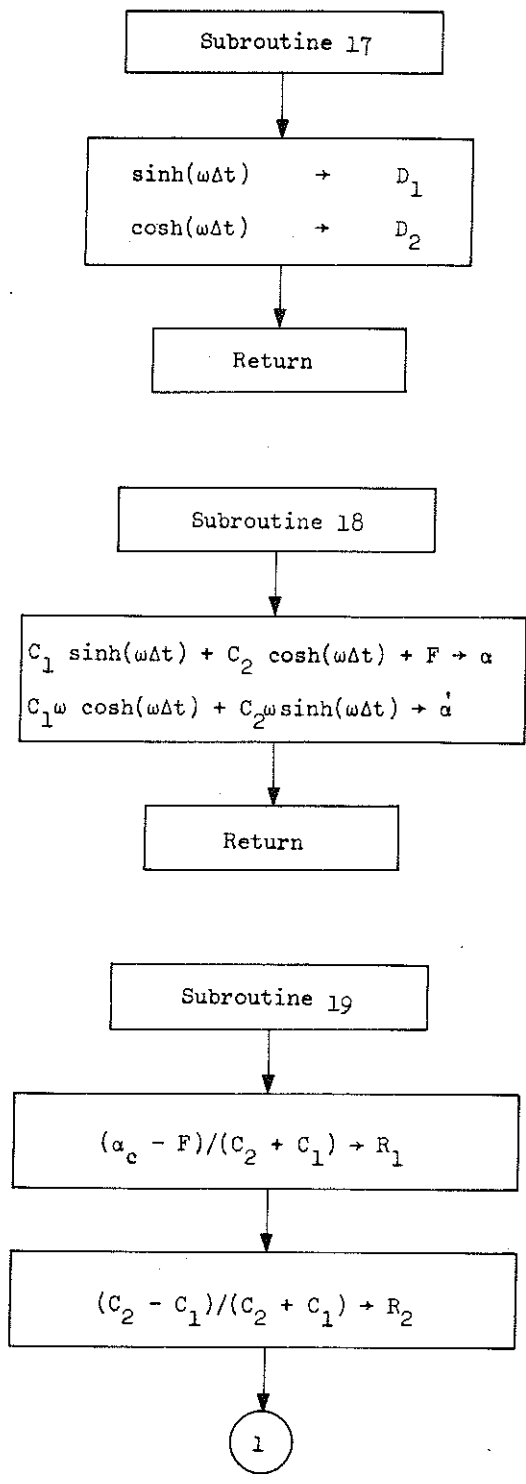 Subroutine 17
sinh(ωΔt) → D₁
cosh(ωΔt) → D₂
Return
Subroutine 18
C₁ sinh(ωΔt) + C₂ cosh(ωΔt) + F → α
C₁ω cosh(ωΔt) + C₂ω sinh(ωΔt) → α̇
Return
Subroutine 19
(α_c - F)/(C₂ + C₁) → R₁
(C₂ - C₁)/(C₂ + C₁) → R₂
1